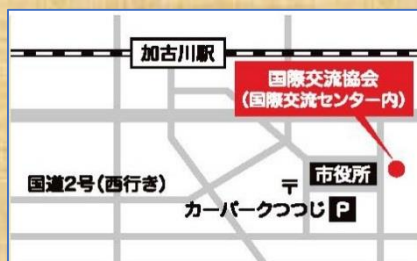 加古川駅
国際交流協会
(国際交流センター内)
国道2号(西行き)
〒
市役所
カーパークつつじ P